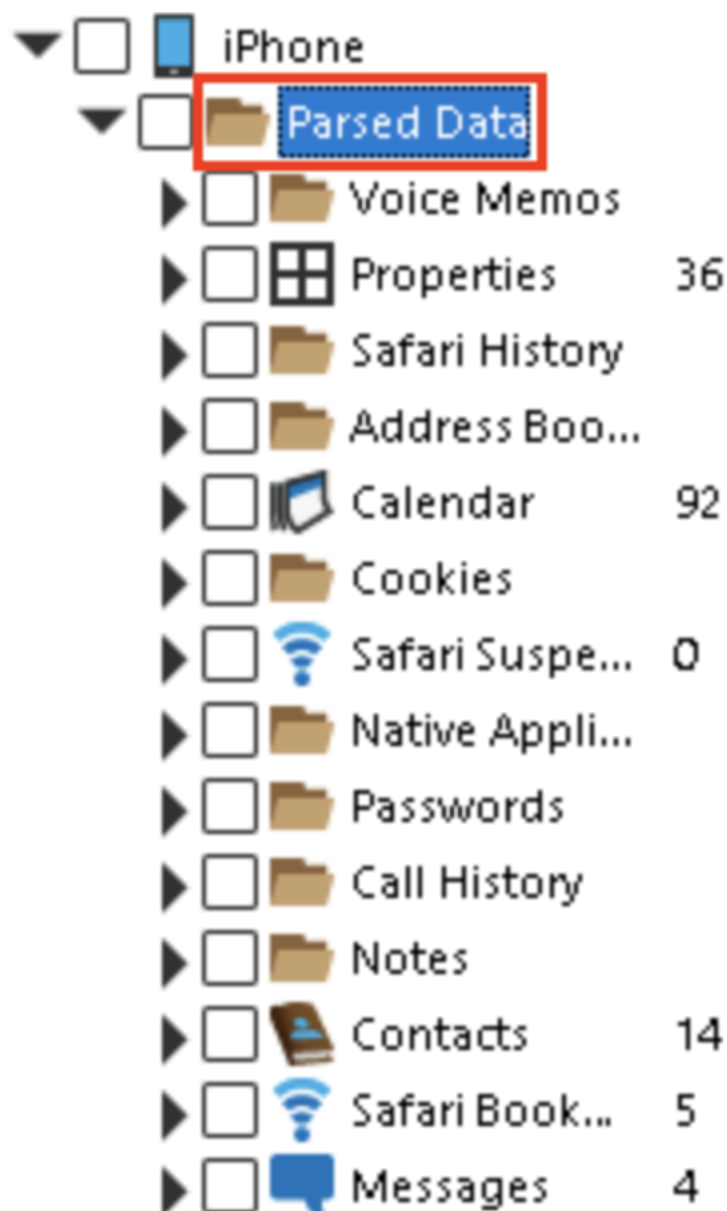 iPhone
Parsed Data
Voice Memos
Properties 36
Safari History
Address Boo...
Calendar 92
Cookies
Safari Suspe... 0
Native Appli...
Passwords
Call History
Notes
Contacts 14
Safari Book... 5
Messages 4